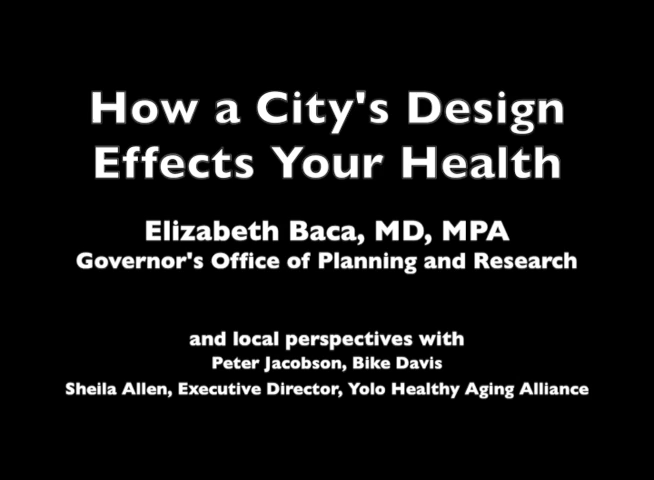 How a City's Design
Effects Your Health
Elizabeth Baca, MD, MPA
Governor's Office of Planning and Research
and local perspectives with
Peter Jacobson, Bike Davis
Sheila Allen, Executive Director, Yolo Healthy Aging Alliance